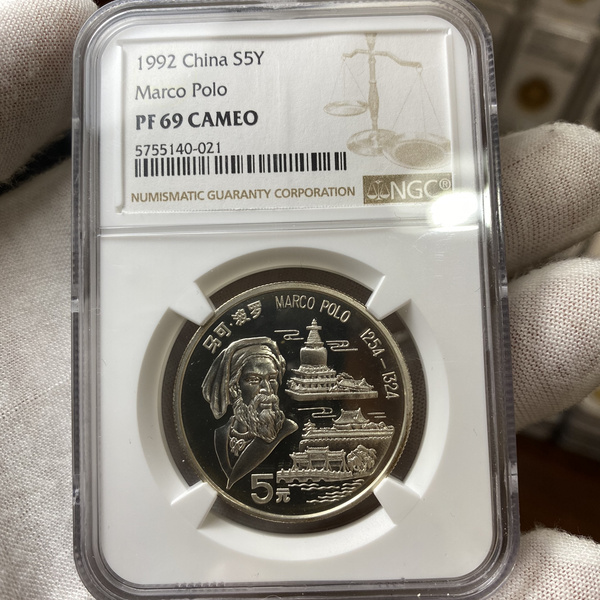 1992 China S5Y
Marco Polo
PF 69 CAMEO
5755140-021
NUMISMATIC GUARANTY CORPORATION
NGC®
马可·波罗 MARCO POLO 1254-1324
5元